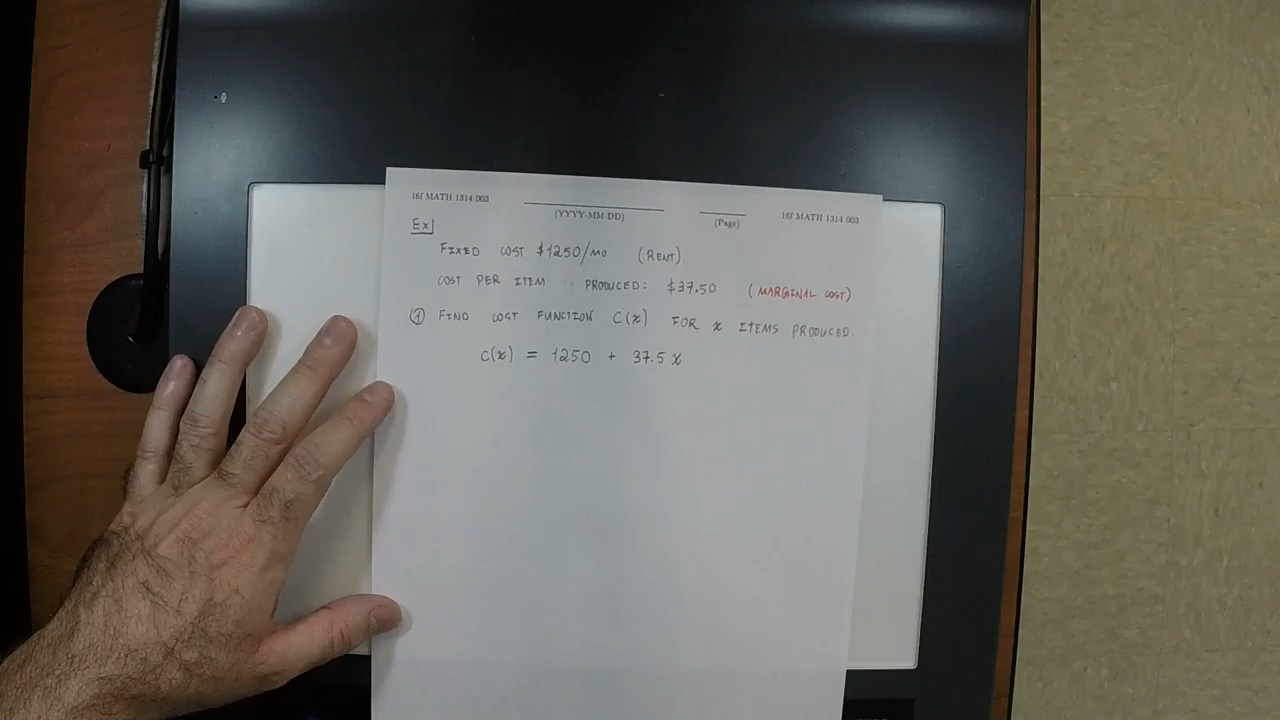 16f MATH 1314 003 (YYYY-MM-DD) (Page) 16f MATH 1314 003
Ex
FIXED COST $1250/MO (RENT)
COST PER ITEM PRODUCED: $37.50 (MARGINAL COST)
① FIND COST FUNCTION C(x) FOR x ITEMS PRODUCED.
C(x) = 1250 + 37.5 x